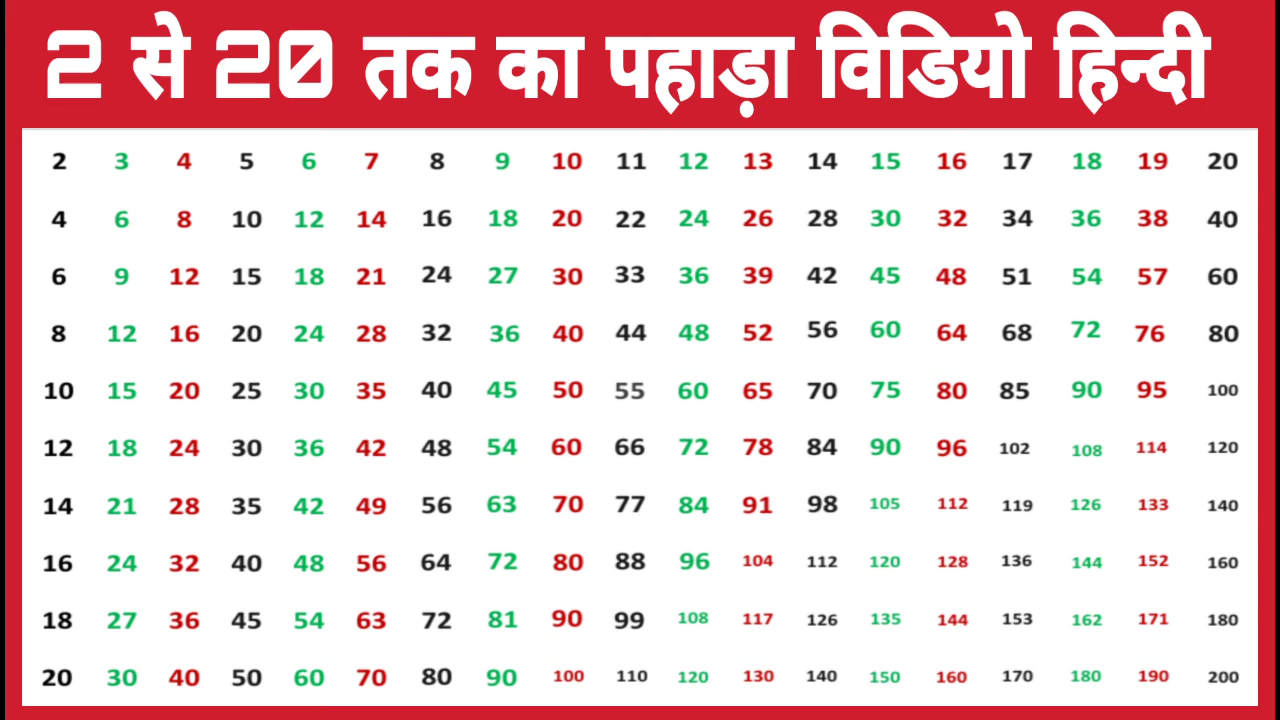 2 से 20 तक का पहाड़ा विडियो हिन्दी
2 3 4 5 6 7 8 9 10 11 12 13 14 15 16 17 18 19 20
4 6 8 10 12 14 16 18 20 22 24 26 28 30 32 34 36 38 40
6 9 12 15 18 21 24 27 30 33 36 39 42 45 48 51 54 57 60
8 12 16 20 24 28 32 36 40 44 48 52 56 60 64 68 72 76 80
10 15 20 25 30 35 40 45 50 55 60 65 70 75 80 85 90 95 100
12 18 24 30 36 42 48 54 60 66 72 78 84 90 96 102 108 114 120
14 21 28 35 42 49 56 63 70 77 84 91 98 105 112 119 126 133 140
16 24 32 40 48 56 64 72 80 88 96 104 112 120 128 136 144 152 160
18 27 36 45 54 63 72 81 90 99 108 117 126 135 144 153 162 171 180
20 30 40 50 60 70 80 90 100 110 120 130 140 150 160 170 180 190 200